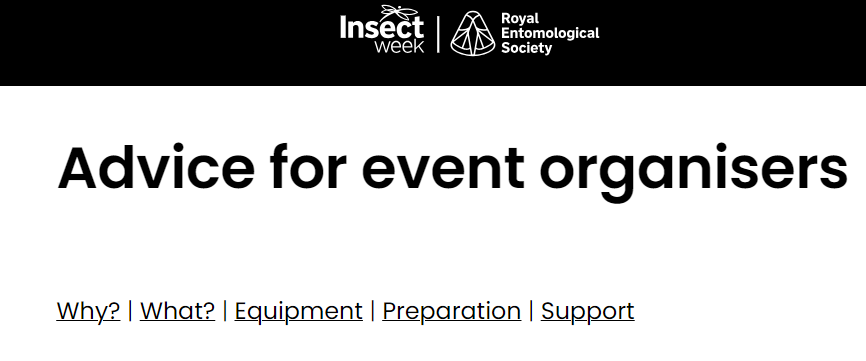 Insect
week
Royal
Entomological
Society
Advice for event organisers
Why? | What? | Equipment | Preparation | Support